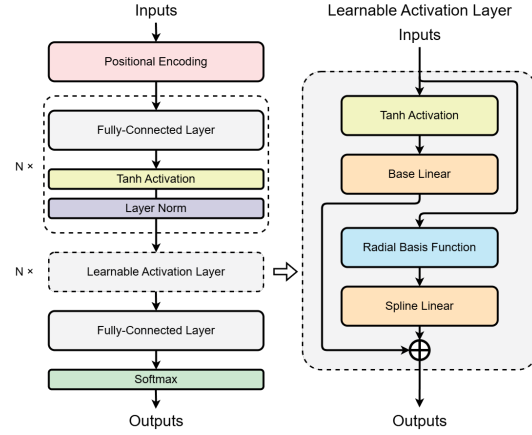 Inputs
Positional Encoding
N ×
Fully-Connected Layer
Tanh Activation
Layer Norm
N ×
Learnable Activation Layer
Fully-Connected Layer
Softmax
Outputs
Learnable Activation Layer
Inputs
Tanh Activation
Base Linear
Radial Basis Function
Spline Linear
Outputs